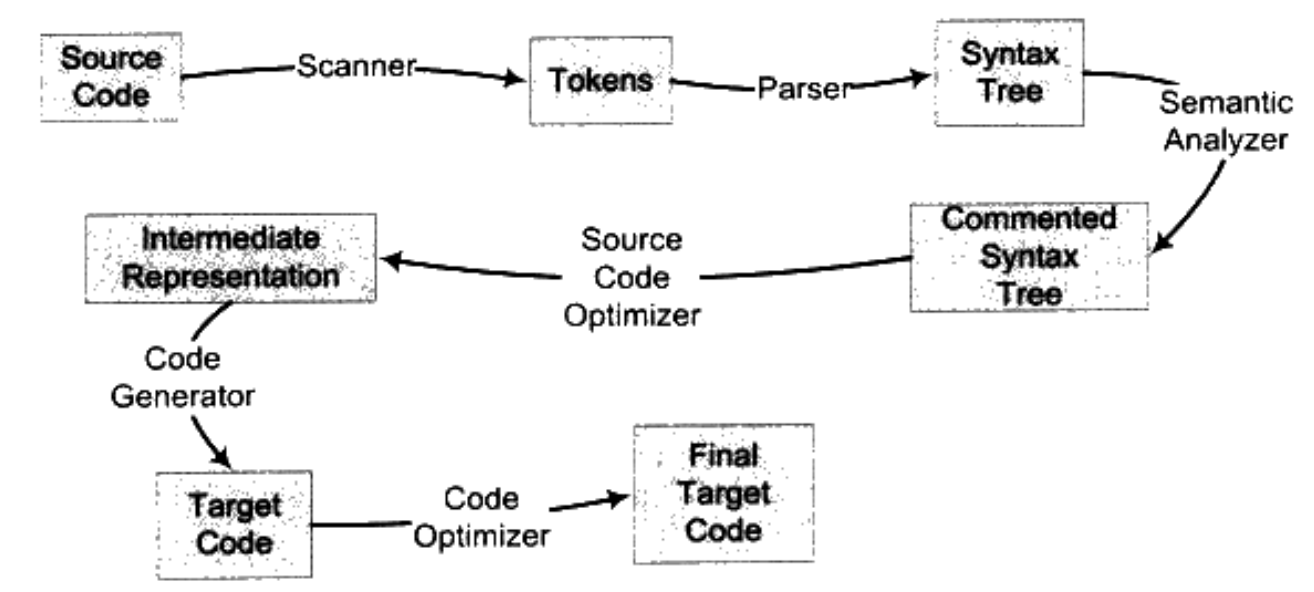 Source
Code
Scanner
Tokens
Parser
Syntax
Tree
Semantic
Analyzer
Commented
Syntax
Tree
Source
Code
Optimizer
Intermediate
Representation
Code
Generator
Target
Code
Code
Optimizer
Final
Target
Code